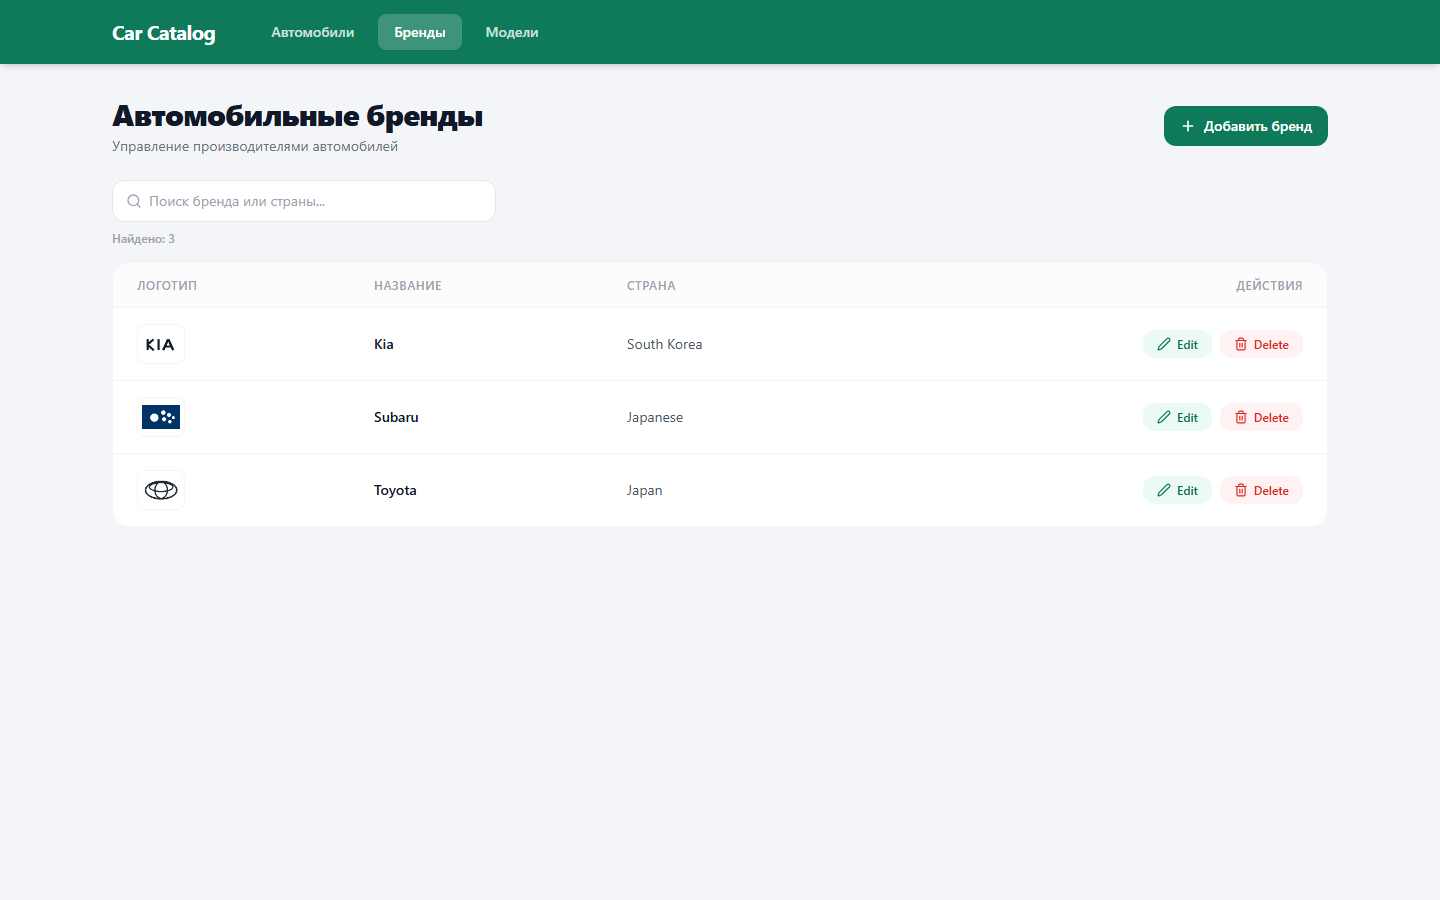 Car Catalog Автомобили Бренды Модели
Автомобильные бренды
Управление производителями автомобилей
+ Добавить бренд
Поиск бренда или страны...
Найдено: 3
ЛОГОТИП НАЗВАНИЕ СТРАНА ДЕЙСТВИЯ
KIA Kia South Korea Edit Delete
Subaru Japanese Edit Delete
Toyota Japan Edit Delete